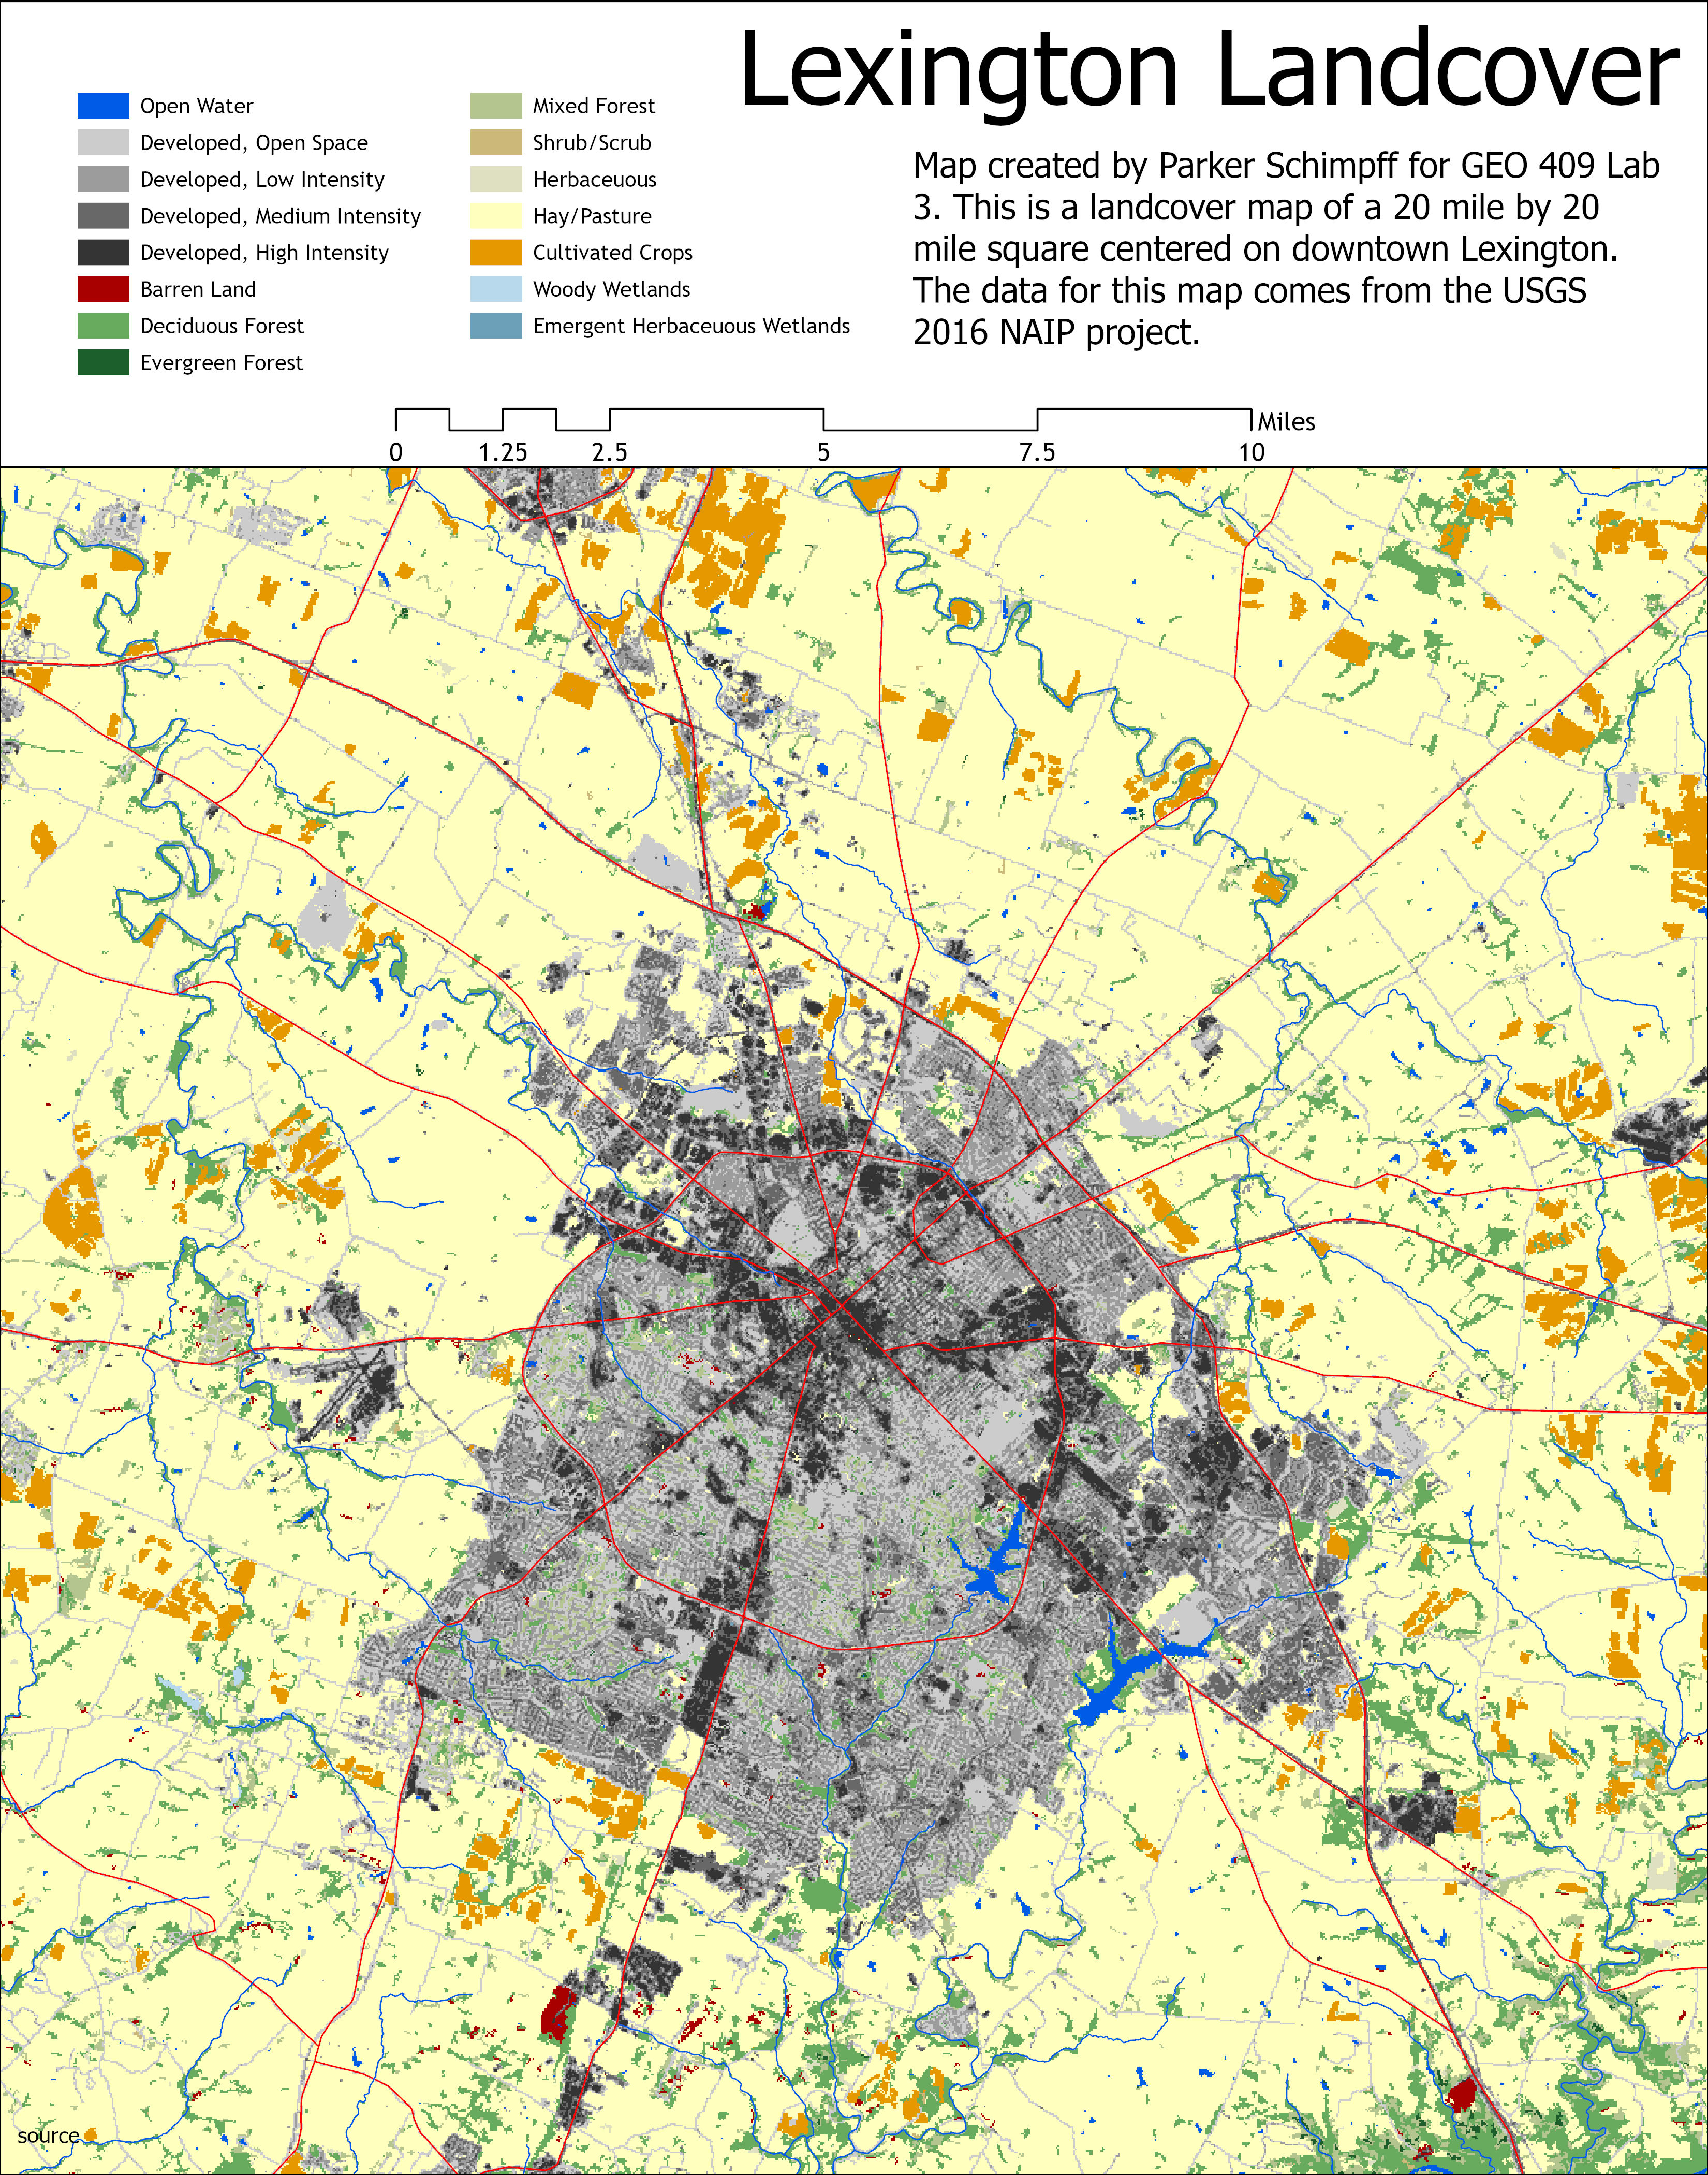 Lexington Landcover
Open Water
Developed, Open Space
Developed, Low Intensity
Developed, Medium Intensity
Developed, High Intensity
Barren Land
Deciduous Forest
Evergreen Forest
Mixed Forest
Shrub/Scrub
Herbaceuous
Hay/Pasture
Cultivated Crops
Woody Wetlands
Emergent Herbaceuous Wetlands
Map created by Parker Schimpff for GEO 409 Lab
3. This is a landcover map of a 20 mile by 20
mile square centered on downtown Lexington.
The data for this map comes from the USGS
2016 NAIP project.
Miles
0 1.25 2.5 5 7.5 10
source